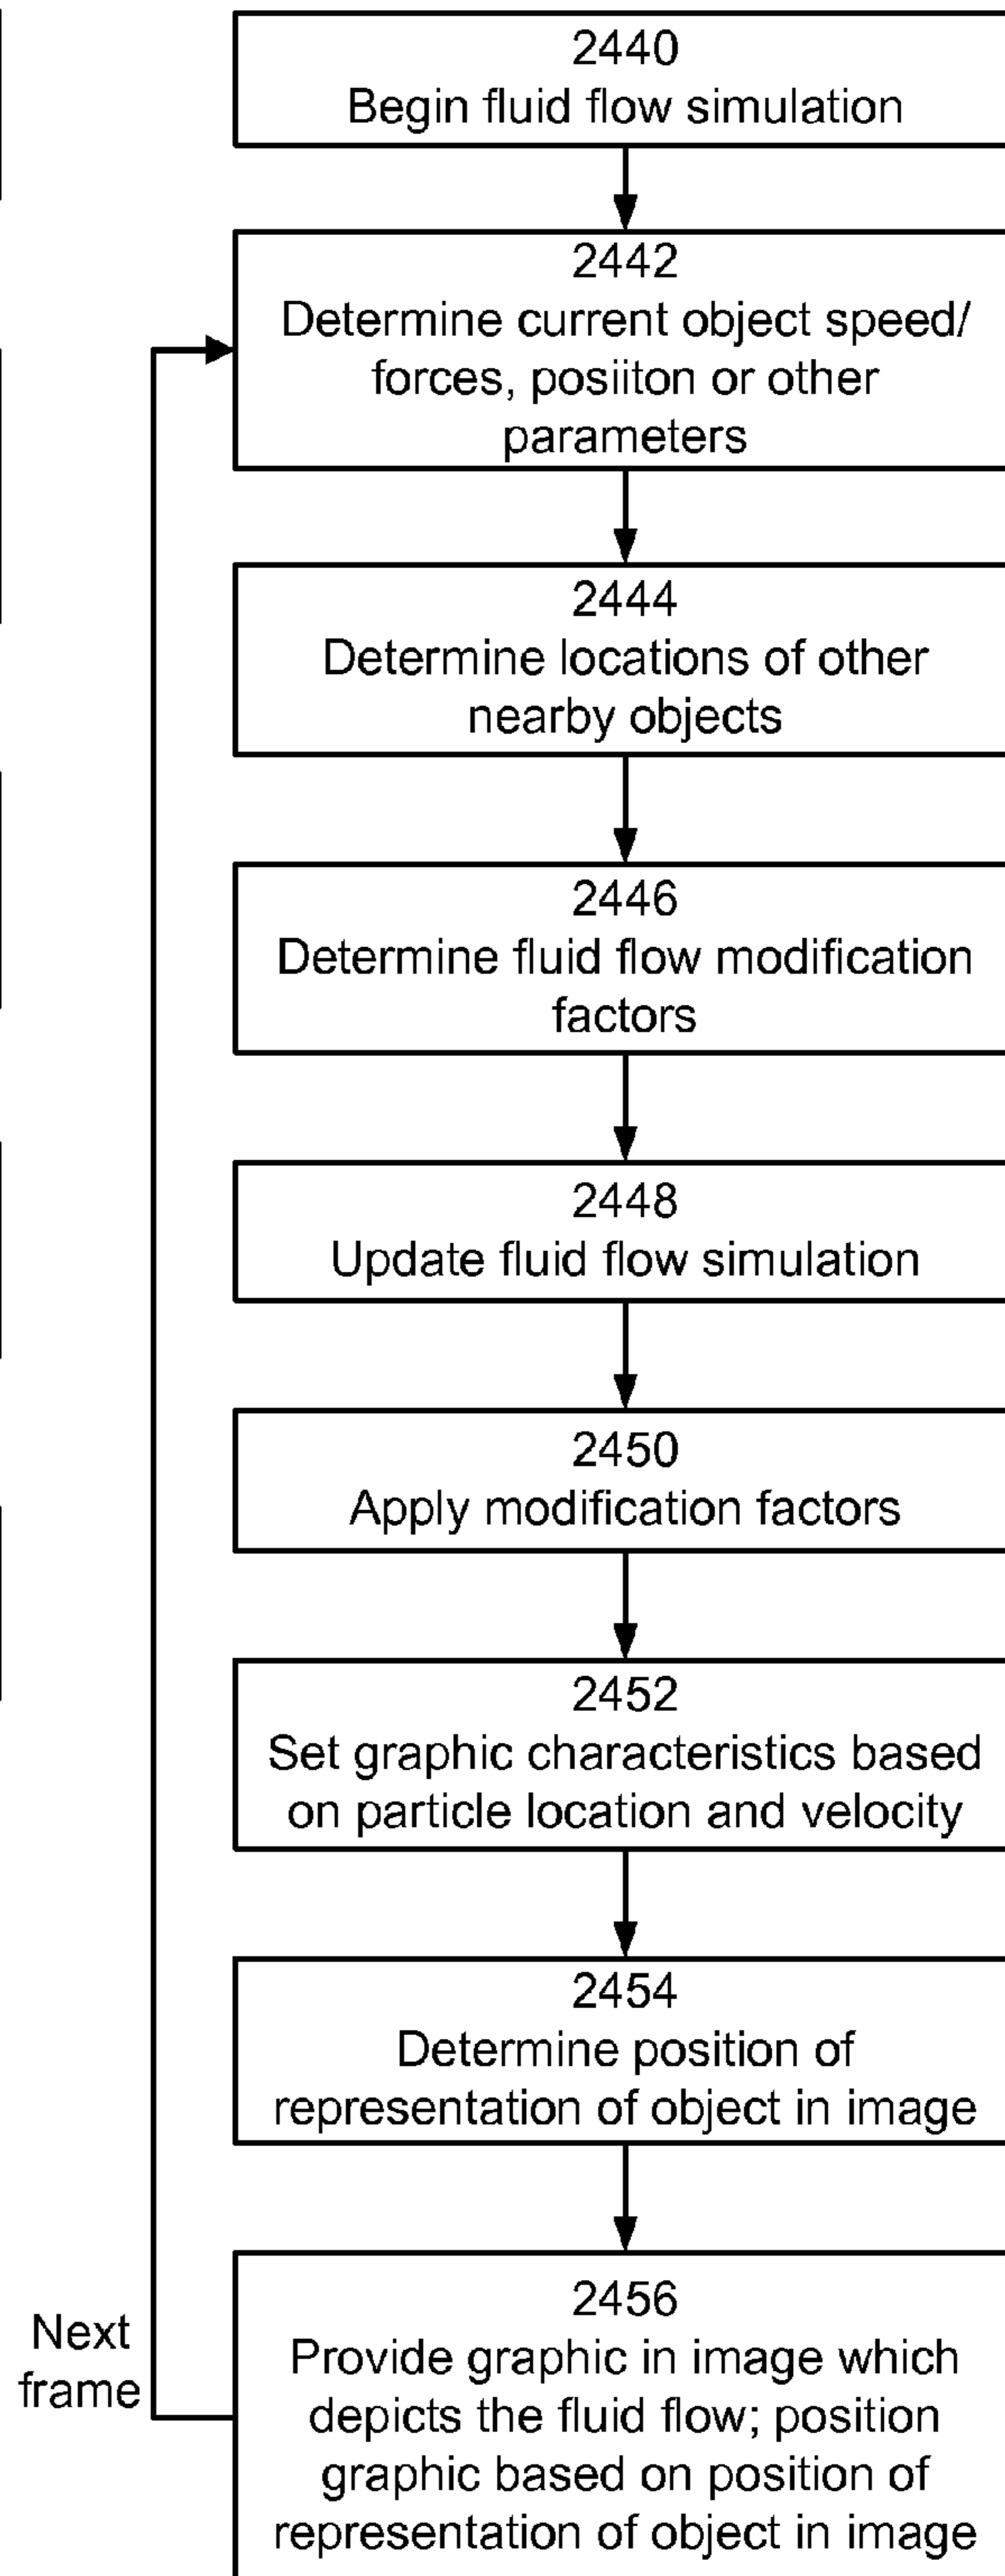 2440
Begin fluid flow simulation
2442
Determine current object speed/
forces, posiiton or other
parameters
2444
Determine locations of other
nearby objects
2446
Determine fluid flow modification
factors
2448
Update fluid flow simulation
2450
Apply modification factors
2452
Set graphic characteristics based
on particle location and velocity
2454
Determine position of
representation of object in image
2456
Provide graphic in image which
depicts the fluid flow; position
graphic based on position of
representation of object in image
Next
frame